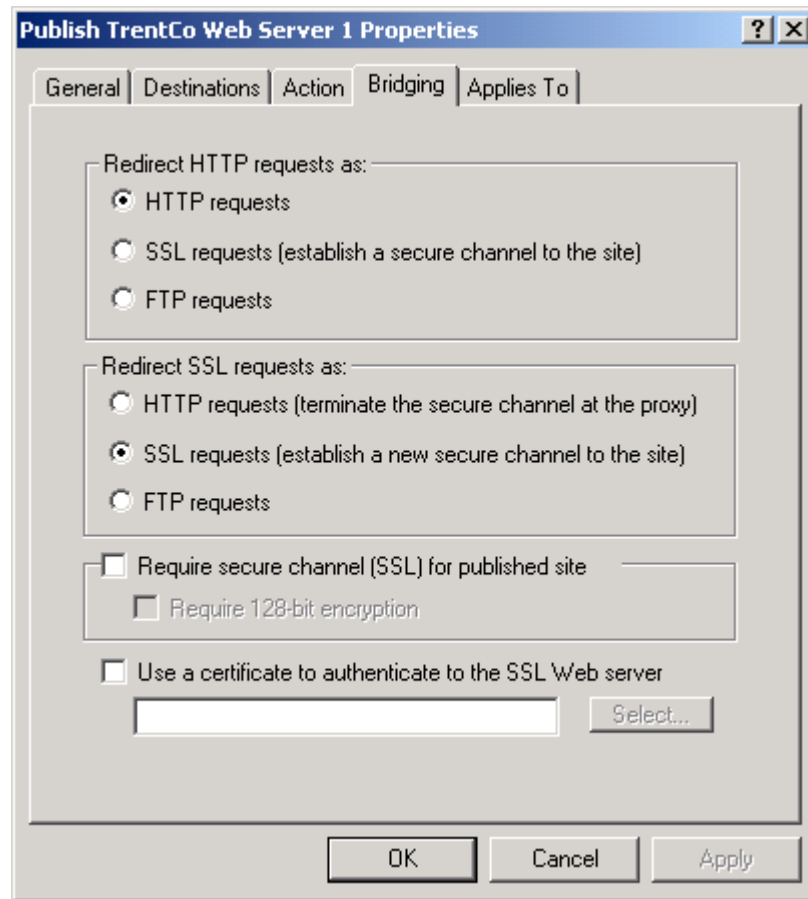 Publish TrentCo Web Server 1 Properties
General Destinations Action Bridging Applies To
Redirect HTTP requests as:
HTTP requests
SSL requests (establish a secure channel to the site)
FTP requests
Redirect SSL requests as:
HTTP requests (terminate the secure channel at the proxy)
SSL requests (establish a new secure channel to the site)
FTP requests
Require secure channel (SSL) for published site
Require 128-bit encryption
Use a certificate to authenticate to the SSL Web server
Select...
OK Cancel Apply